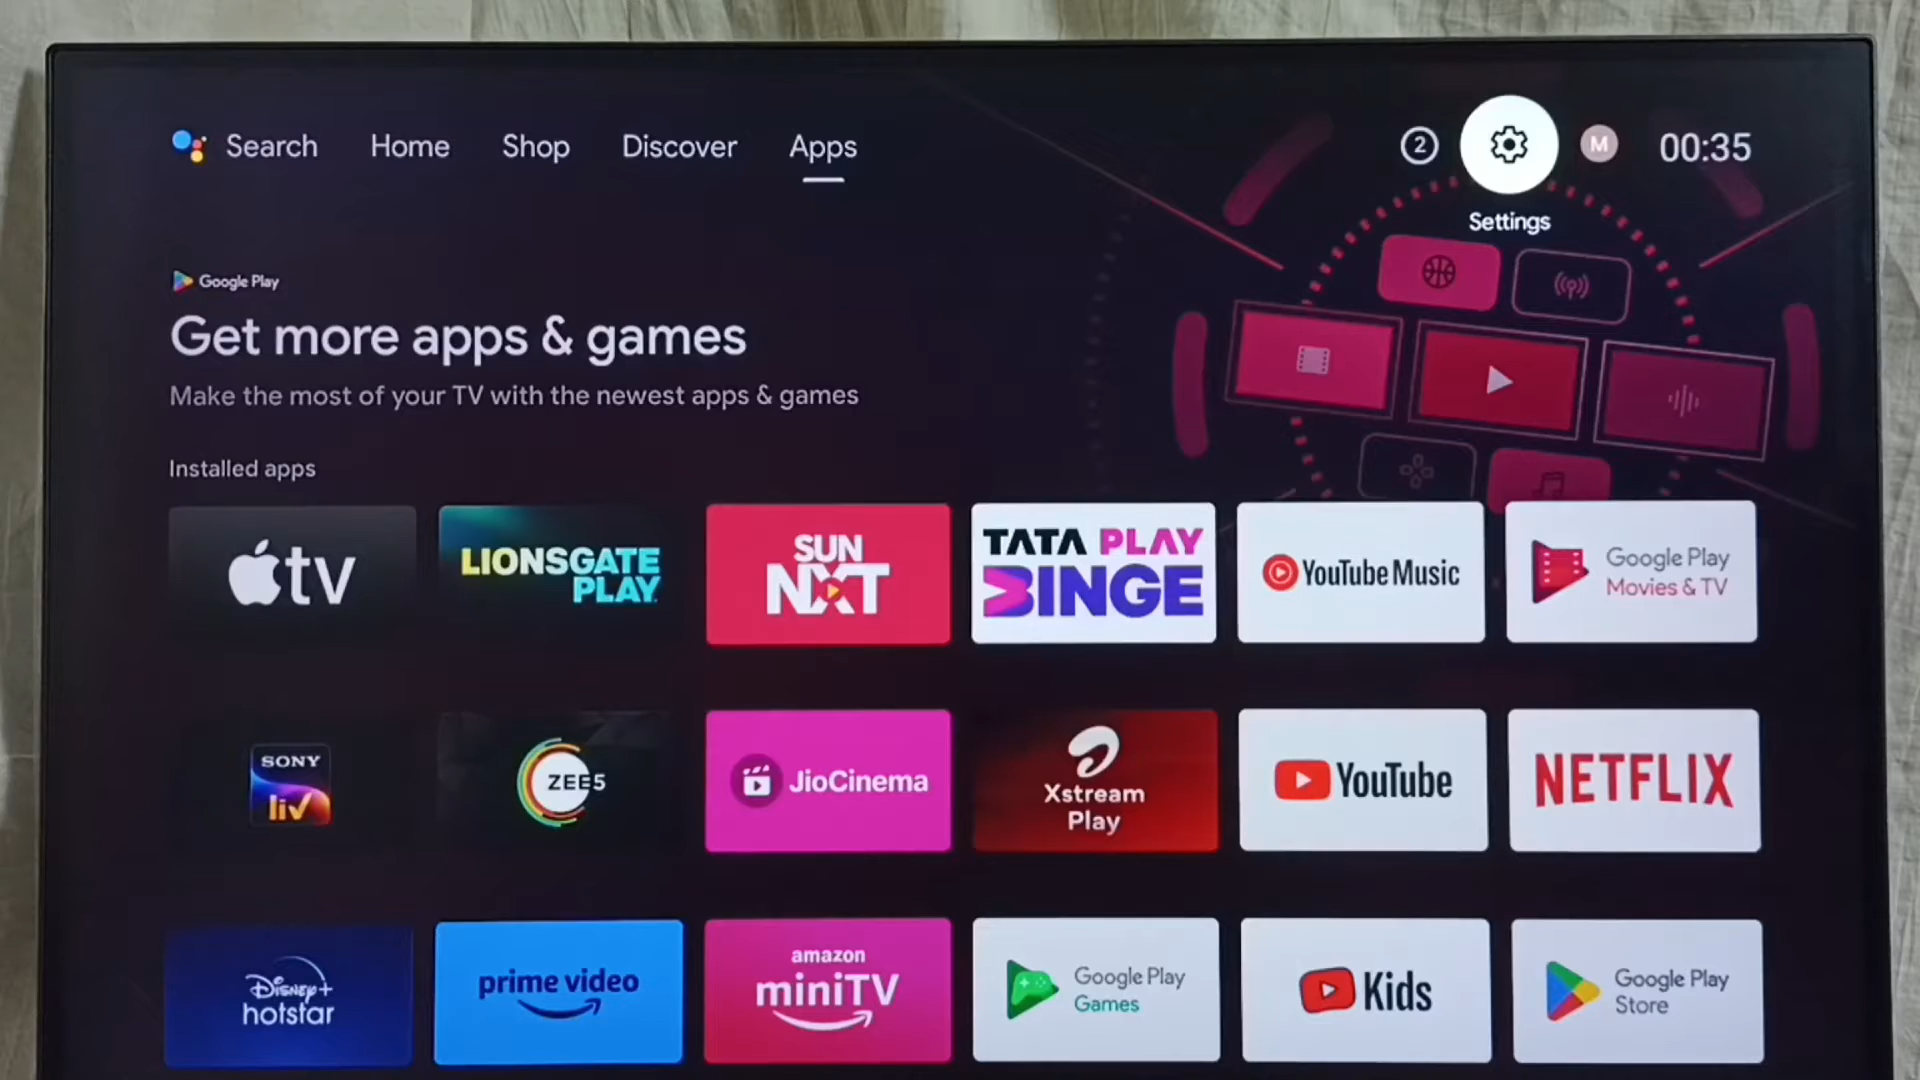 Search Home Shop Discover Apps 2 M 00:35
Settings
Google Play
Get more apps & games
Make the most of your TV with the newest apps & games
Installed apps
tv
LIONSGATE
PLAY
SUN
NXT
TATA PLAY
BINGE
YouTube Music
Google Play
Movies & TV
SONY
liv
ZEE5
JioCinema
Xstream
Play
YouTube
NETFLIX
Disney+
hotstar
prime video
amazon
miniTV
Google Play
Games
Kids
Google Play
Store